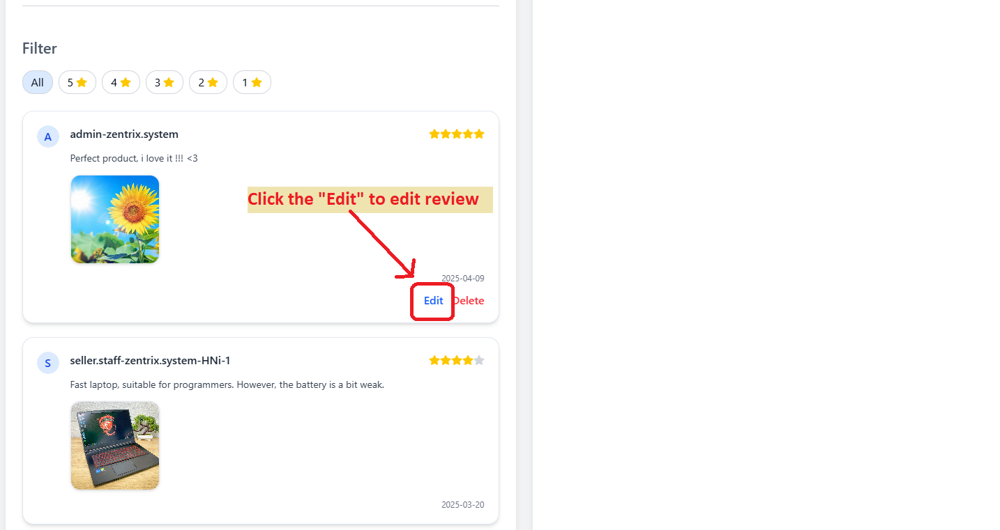 Filter
All 5 4 3 2 1
A admin-zentrix.system
Perfect product, i love it !!! <3
Click the "Edit" to edit review
2025-04-09
Edit Delete
S seller.staff-zentrix.system-HNi-1
Fast laptop, suitable for programmers. However, the battery is a bit weak.
2025-03-20